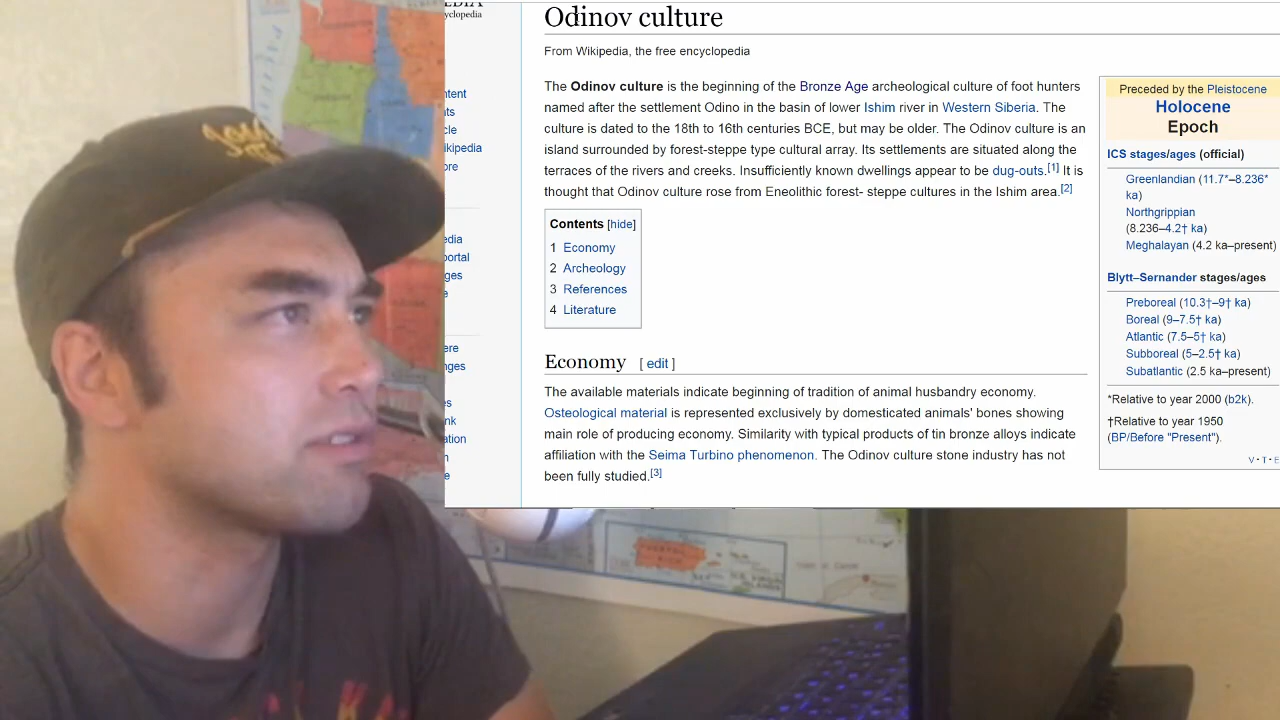 clopedia
Odinov culture
From Wikipedia, the free encyclopedia
The Odinov culture is the beginning of the Bronze Age archeological culture of foot hunters
named after the settlement Odino in the basin of lower Ishim river in Western Siberia. The
culture is dated to the 18th to 16th centuries BCE, but may be older. The Odinov culture is an
island surrounded by forest-steppe type cultural array. Its settlements are situated along the
terraces of the rivers and creeks. Insufficiently known dwellings appear to be dug-outs.[1] It is
thought that Odinov culture rose from Eneolithic forest- steppe cultures in the Ishim area.[2]
Contents [hide]
1 Economy
2 Archeology
3 References
4 Literature
Economy [ edit ]
The available materials indicate beginning of tradition of animal husbandry economy.
Osteological material is represented exclusively by domesticated animals' bones showing
main role of producing economy. Similarity with typical products of tin bronze alloys indicate
affiliation with the Seima Turbino phenomenon. The Odinov culture stone industry has not
been fully studied.[3]
Preceded by the Pleistocene
Holocene
Epoch
ICS stages/ages (official)
Greenlandian (11.7*–8.236*
ka)
Northgrippian
(8.236–4.2† ka)
Meghalayan (4.2 ka–present)
Blytt–Sernander stages/ages
Preboreal (10.3†–9† ka)
Boreal (9–7.5† ka)
Atlantic (7.5–5† ka)
Subboreal (5–2.5† ka)
Subatlantic (2.5 ka–present)
*Relative to year 2000 (b2k).
†Relative to year 1950
(BP/Before "Present").
V · T · E
ntent
nts
cle
ikipedia
ore
edia
portal
ges
e
ere
nges
es
nk
ation
n
e
PUERTO
RICO